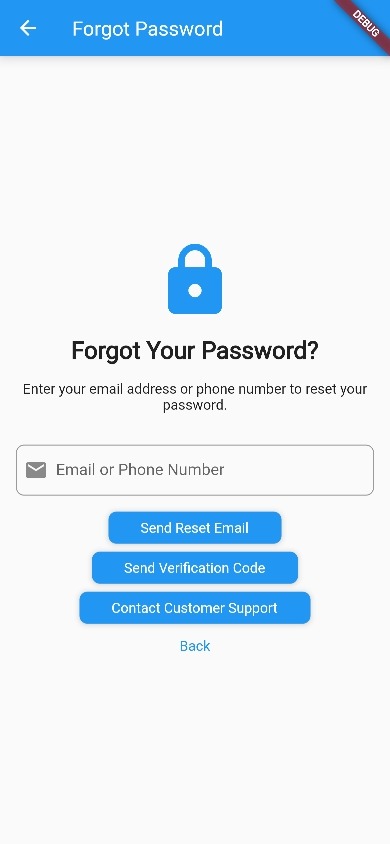 Forgot Password
DEBUG
Forgot Your Password?
Enter your email address or phone number to reset your
password.
Email or Phone Number
Send Reset Email
Send Verification Code
Contact Customer Support
Back